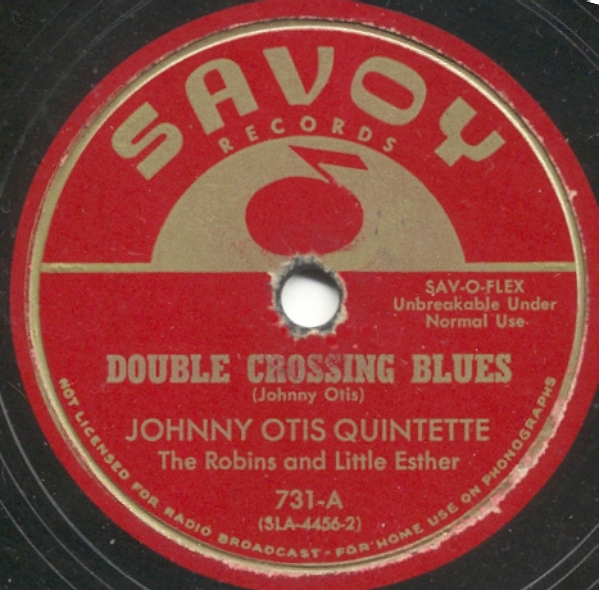 SAVOY
RECORDS
SAV-O-FLEX
Unbreakable Under
Normal Use
DOUBLE CROSSING BLUES
(Johnny Otis)
JOHNNY OTIS QUINTETTE
The Robins and Little Esther
731-A
(SLA-4456-2)
NOT LICENSED FOR RADIO BROADCAST · FOR HOME USE ON PHONOGRAPHS